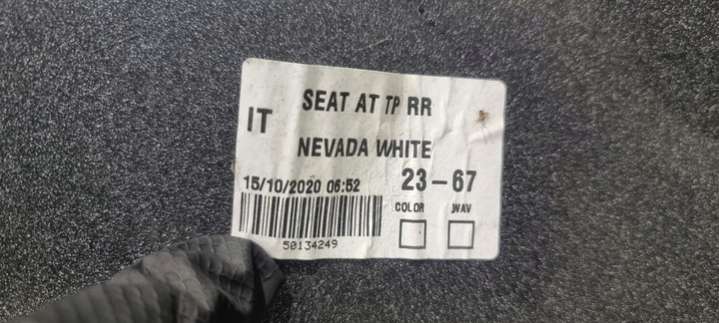 SEAT AT TP RR
IT
NEVADA WHITE
15/10/2020 06:52 23-67
COLOR WAV
50134249